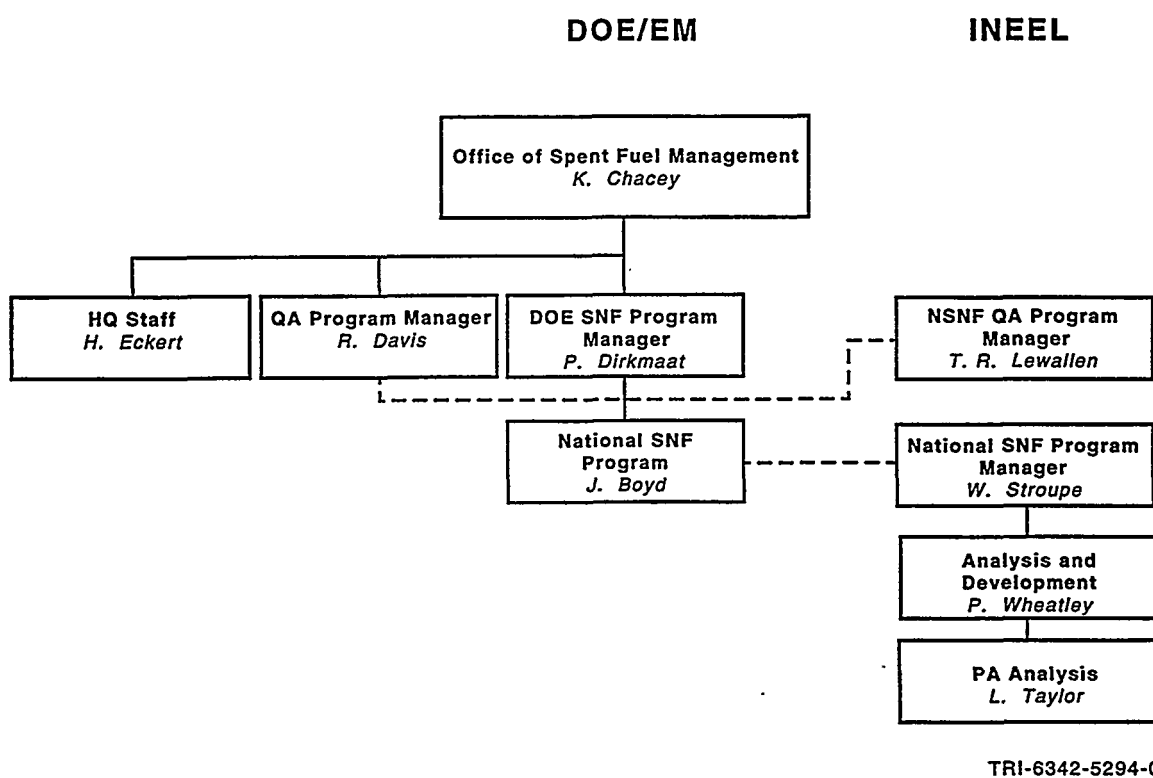 DOE/EM
INEEL
Office of Spent Fuel Management
K. Chacey
HQ Staff
H. Eckert
QA Program Manager
R. Davis
DOE SNF Program
Manager
P. Dirkmaat
NSNF QA Program
Manager
T. R. Lewallen
National SNF
Program
J. Boyd
National SNF Program
Manager
W. Stroupe
Analysis and
Development
P. Wheatley
PA Analysis
L. Taylor
TRI-6342-5294-0